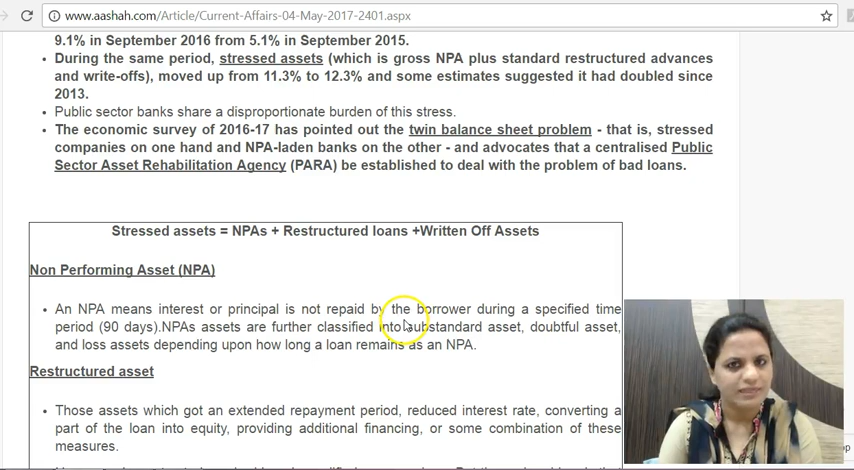 www.aashah.com/Article/Current-Affairs-04-May-2017-2401.aspx
9.1% in September 2016 from 5.1% in September 2015.
• During the same period, stressed assets (which is gross NPA plus standard restructured advances
and write-offs), moved up from 11.3% to 12.3% and some estimates suggested it had doubled since
2013.
• Public sector banks share a disproportionate burden of this stress.
• The economic survey of 2016-17 has pointed out the twin balance sheet problem - that is, stressed
companies on one hand and NPA-laden banks on the other - and advocates that a centralised Public
Sector Asset Rehabilitation Agency (PARA) be established to deal with the problem of bad loans.
Stressed assets = NPAs + Restructured loans +Written Off Assets
Non Performing Asset (NPA)
• An NPA means interest or principal is not repaid by the borrower during a specified time
period (90 days).NPAs assets are further classified into substandard asset, doubtful asset,
and loss assets depending upon how long a loan remains as an NPA.
Restructured asset
• Those assets which got an extended repayment period, reduced interest rate, converting a
part of the loan into equity, providing additional financing, or some combination of these
measures.